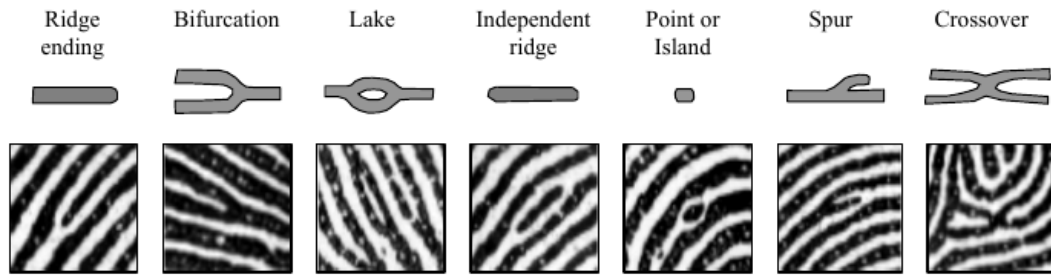 Ridge
ending
Bifurcation
Lake
Independent
ridge
Point or
Island
Spur
Crossover